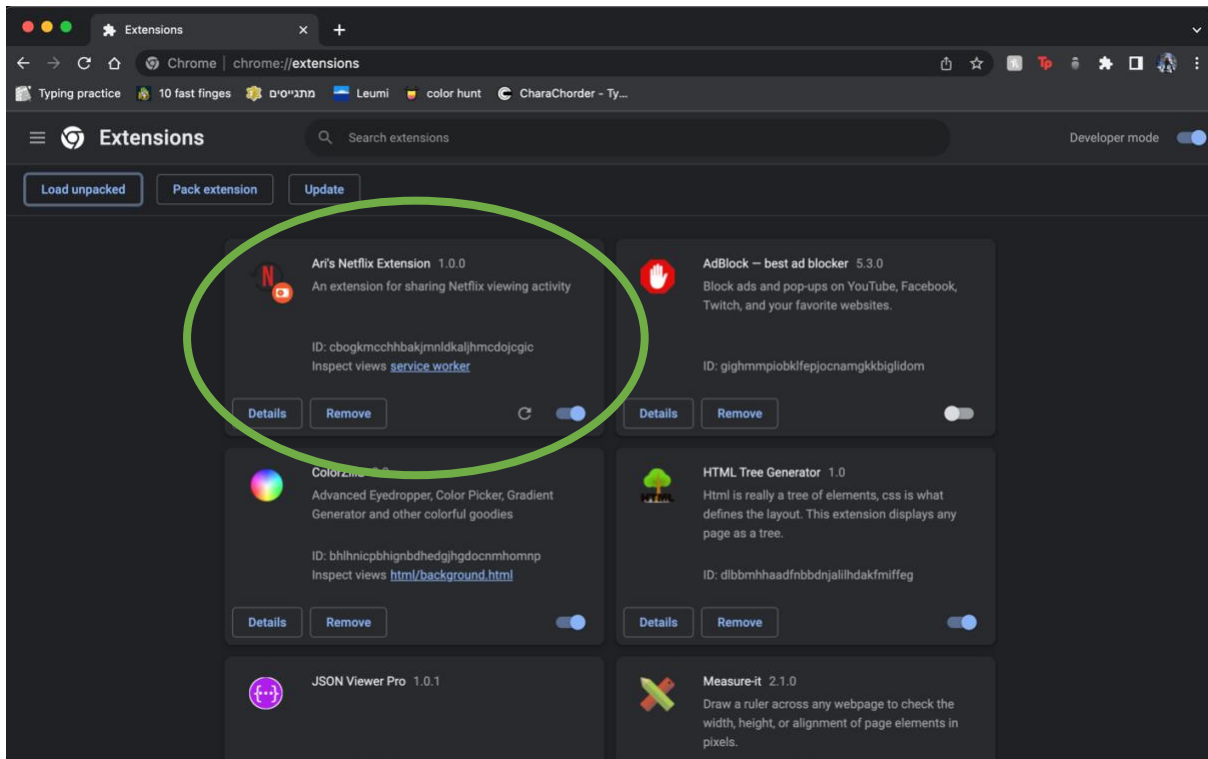 Extensions
Chrome | chrome://extensions
Typing practice 10 fast finges מתגייסים Leumi color hunt CharaChorder - Ty...
Extensions Search extensions Developer mode
Load unpacked Pack extension Update
Ari's Netflix Extension 1.0.0
An extension for sharing Netflix viewing activity
ID: cbogkmcchhbakjmnldkaljhmcdojcgic
Inspect views service worker
Details Remove
AdBlock — best ad blocker 5.3.0
Block ads and pop-ups on YouTube, Facebook,
Twitch, and your favorite websites.
ID: gighmmpiobklfepjocnamgkkbiglidom
Details Remove
Advanced Eyedropper, Color Picker, Gradient
Generator and other colorful goodies
ID: bhlhnicpbhignbdhedgjhgdocnmhomnp
Inspect views html/background.html
Details Remove
HTML Tree Generator 1.0
Html is really a tree of elements, css is what
defines the layout. This extension displays any
page as a tree.
ID: dlbbmhhaadfnbbdnjalilhdakfmiffeg
Details Remove
JSON Viewer Pro 1.0.1
Measure-it 2.1.0
Draw a ruler across any webpage to check the
width, height, or alignment of page elements in
pixels.